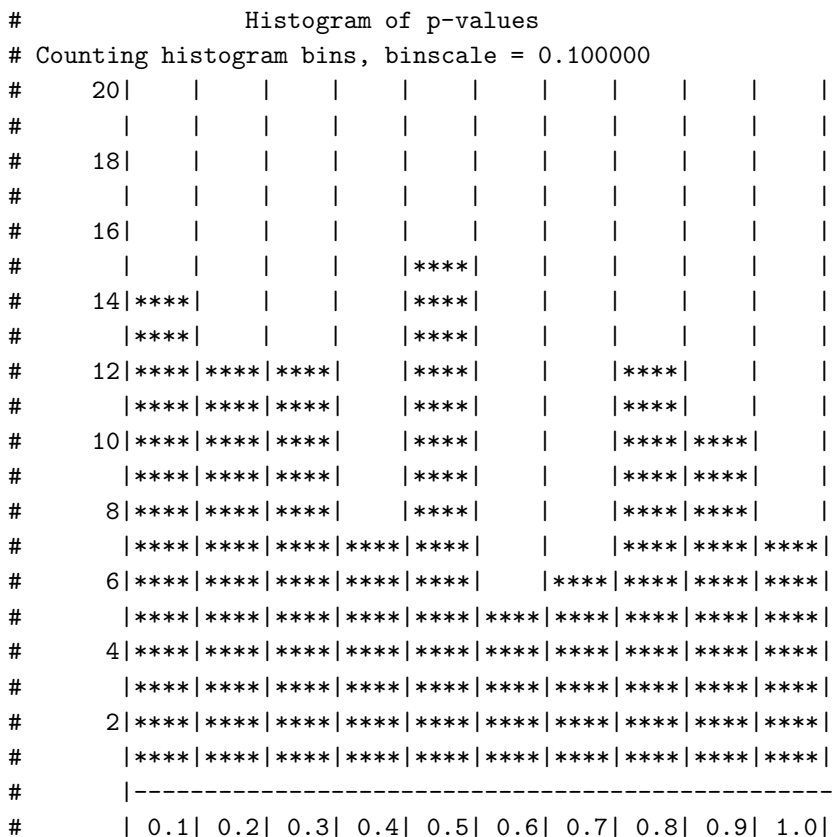 #                Histogram of p-values
# Counting histogram bins, binscale = 0.100000
#     20|    |    |    |    |    |    |    |    |    |    |
#       |    |    |    |    |    |    |    |    |    |    |
#     18|    |    |    |    |    |    |    |    |    |    |
#       |    |    |    |    |    |    |    |    |    |    |
#     16|    |    |    |    |    |    |    |    |    |    |
#       |    |    |    |    |****|    |    |    |    |    |
#     14|****|    |    |    |****|    |    |    |    |    |
#       |****|    |    |    |****|    |    |    |    |    |
#     12|****|****|****|    |****|    |    |****|    |    |
#       |****|****|****|    |****|    |    |****|    |    |
#     10|****|****|****|    |****|    |    |****|****|    |
#       |****|****|****|    |****|    |    |****|****|    |
#      8|****|****|****|    |****|    |    |****|****|    |
#       |****|****|****|****|****|    |    |****|****|****|
#      6|****|****|****|****|****|    |****|****|****|****|
#       |****|****|****|****|****|****|****|****|****|****|
#      4|****|****|****|****|****|****|****|****|****|****|
#       |****|****|****|****|****|****|****|****|****|****|
#      2|****|****|****|****|****|****|****|****|****|****|
#       |****|****|****|****|****|****|****|****|****|****|
#       |--------------------------------------------------
#       | 0.1| 0.2| 0.3| 0.4| 0.5| 0.6| 0.7| 0.8| 0.9| 1.0|